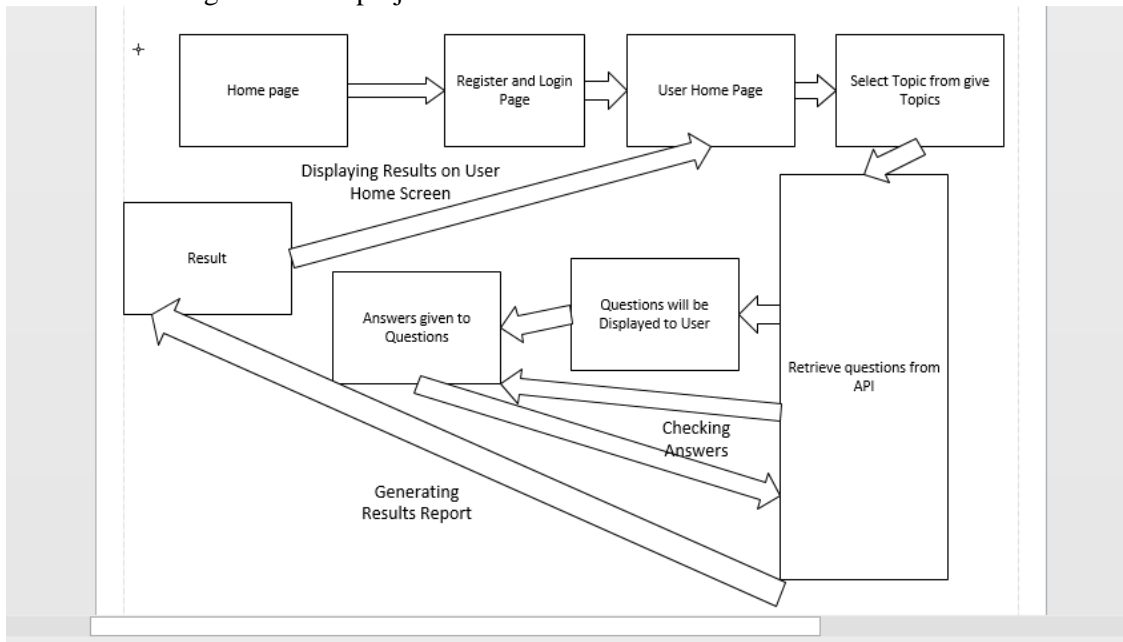 Home page
Register and Login
Page
User Home Page
Select Topic from give
Topics
Displaying Results on User
Home Screen
Result
Answers given to
Questions
Questions will be
Displayed to User
Retrieve questions from
API
Checking
Answers
Generating
Results Report